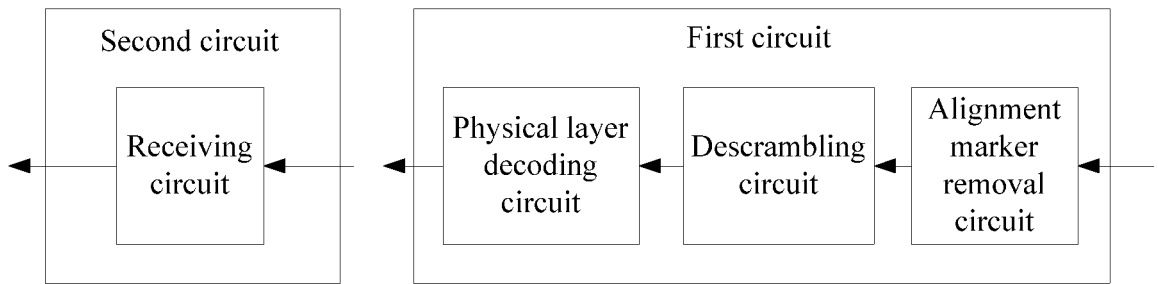 Second circuit
First circuit
Receiving
circuit
Physical layer
decoding
circuit
Descrambling
circuit
Alignment
marker
removal
circuit